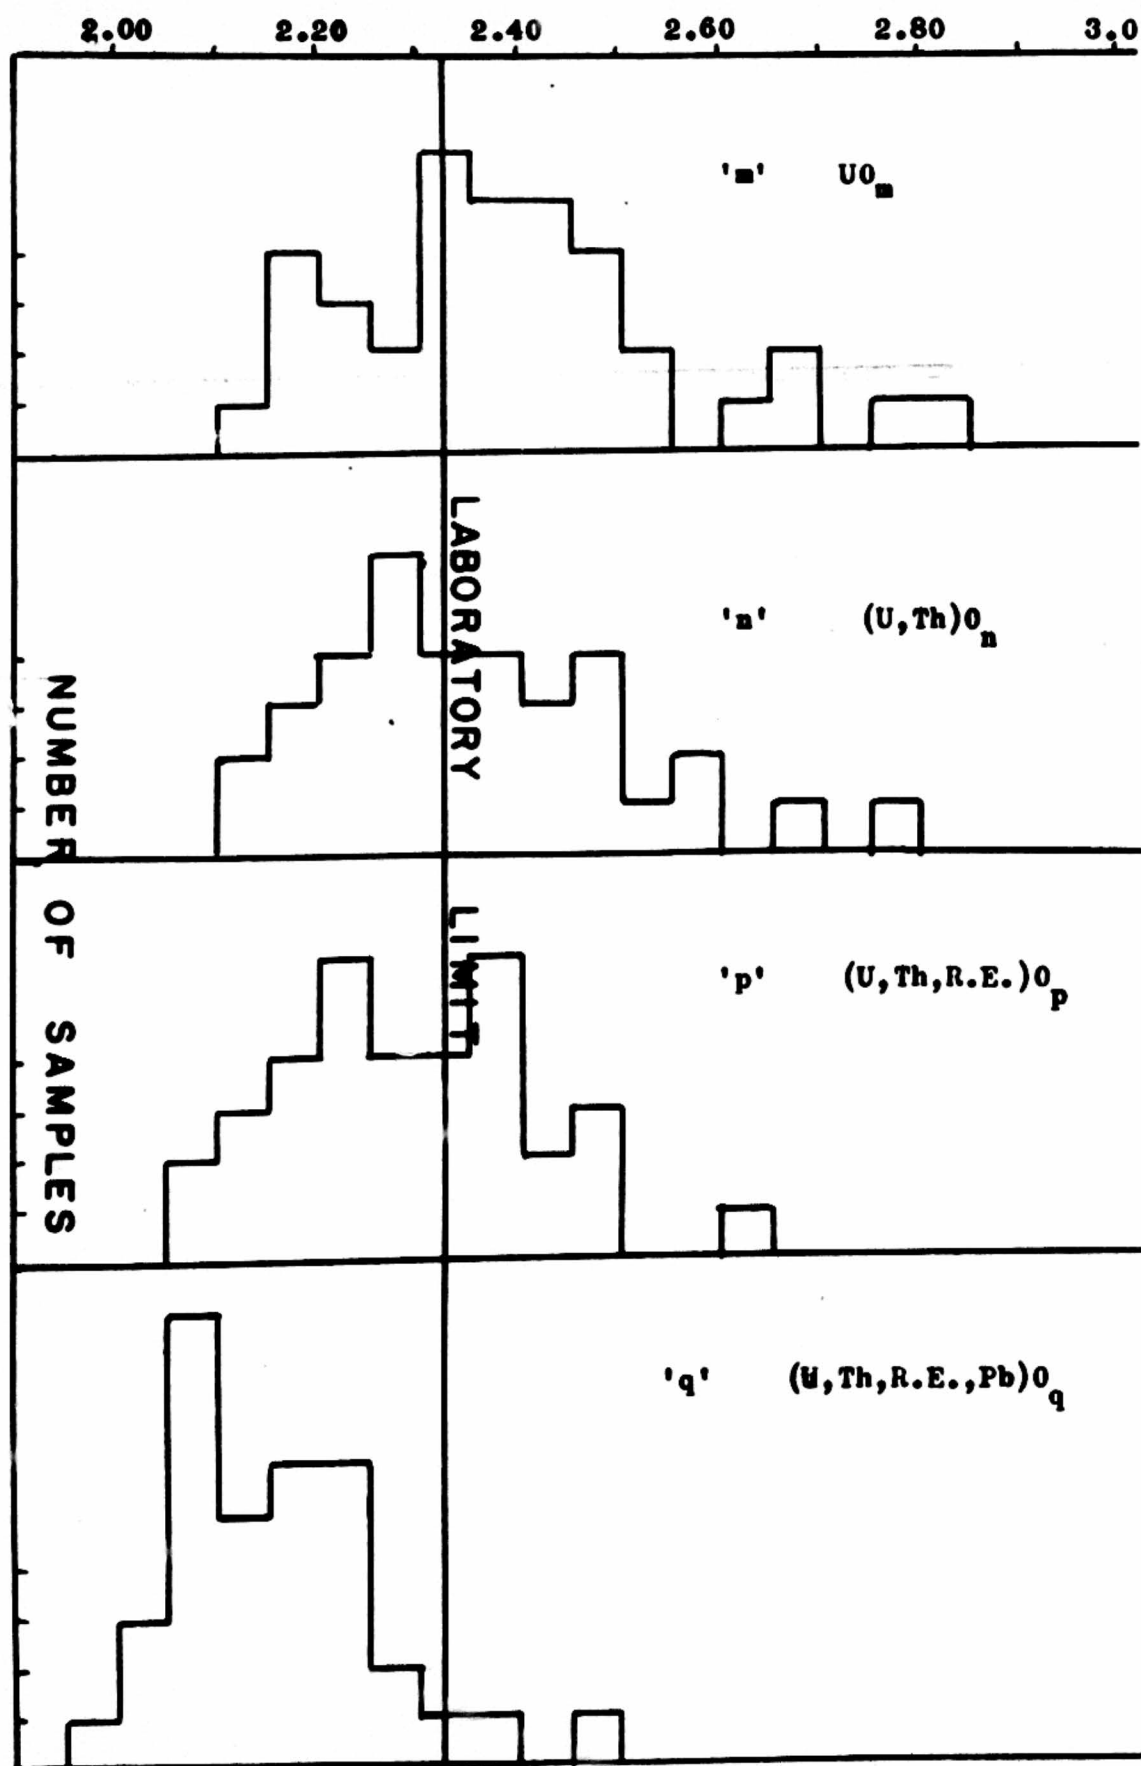 2.00 2.20 2.40 2.60 2.80 3.0
'm' UOm
LABORATORY LIMIT
'n' (U,Th)On
NUMBER OF SAMPLES
'p' (U,Th,R.E.)Op
'q' (U,Th,R.E.,Pb)Oq